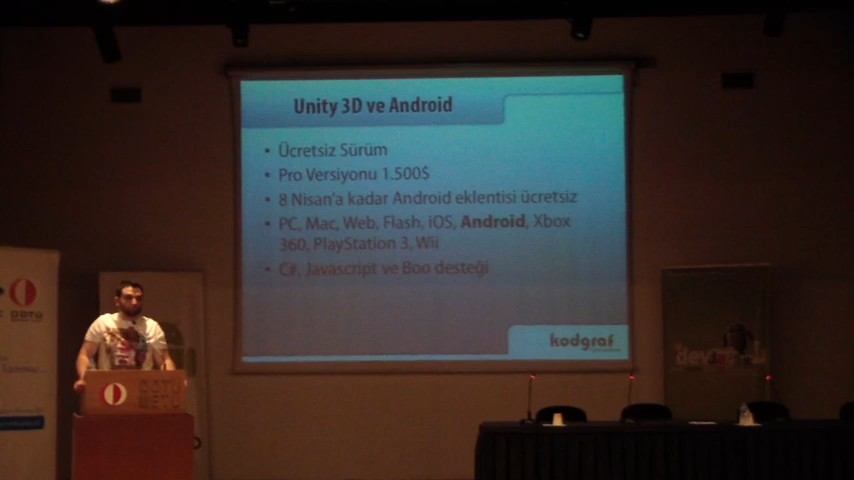 Unity 3D ve Android
• Ücretsiz Sürüm
• Pro Versiyonu 1.500$
• 8 Nisan'a kadar Android eklentisi ücretsiz
• PC, Mac, Web, Flash, iOS, Android, Xbox
360, PlayStation 3, Wii
• C#, Javascript ve Boo desteği
kodgraf
ODTÜ
ODTÜ
METU